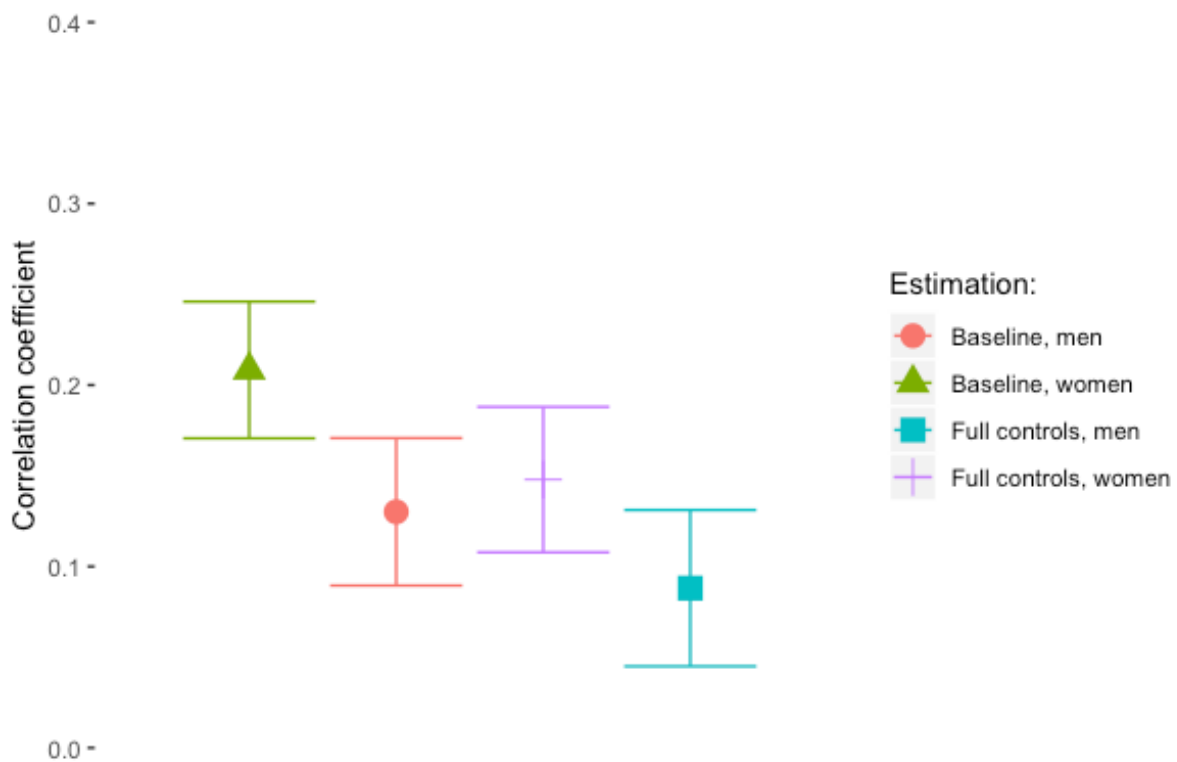 0.4
0.3
0.2
0.1
0.0
Correlation coefficient
Estimation:
Baseline, men
Baseline, women
Full controls, men
Full controls, women